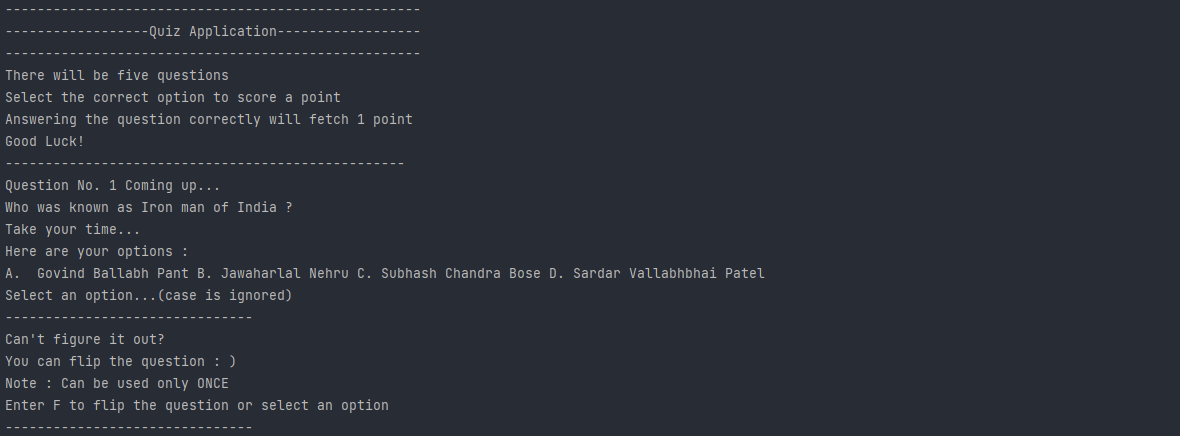 ----------------------------------------------------
------------------Quiz Application------------------
----------------------------------------------------
There will be five questions
Select the correct option to score a point
Answering the question correctly will fetch 1 point
Good Luck!
--------------------------------------------------
Question No. 1 Coming up...
Who was known as Iron man of India ?
Take your time...
Here are your options :
A.  Govind Ballabh Pant B. Jawaharlal Nehru C. Subhash Chandra Bose D. Sardar Vallabhbhai Patel
Select an option...(case is ignored)
-------------------------------
Can't figure it out?
You can flip the question : )
Note : Can be used only ONCE
Enter F to flip the question or select an option
-------------------------------